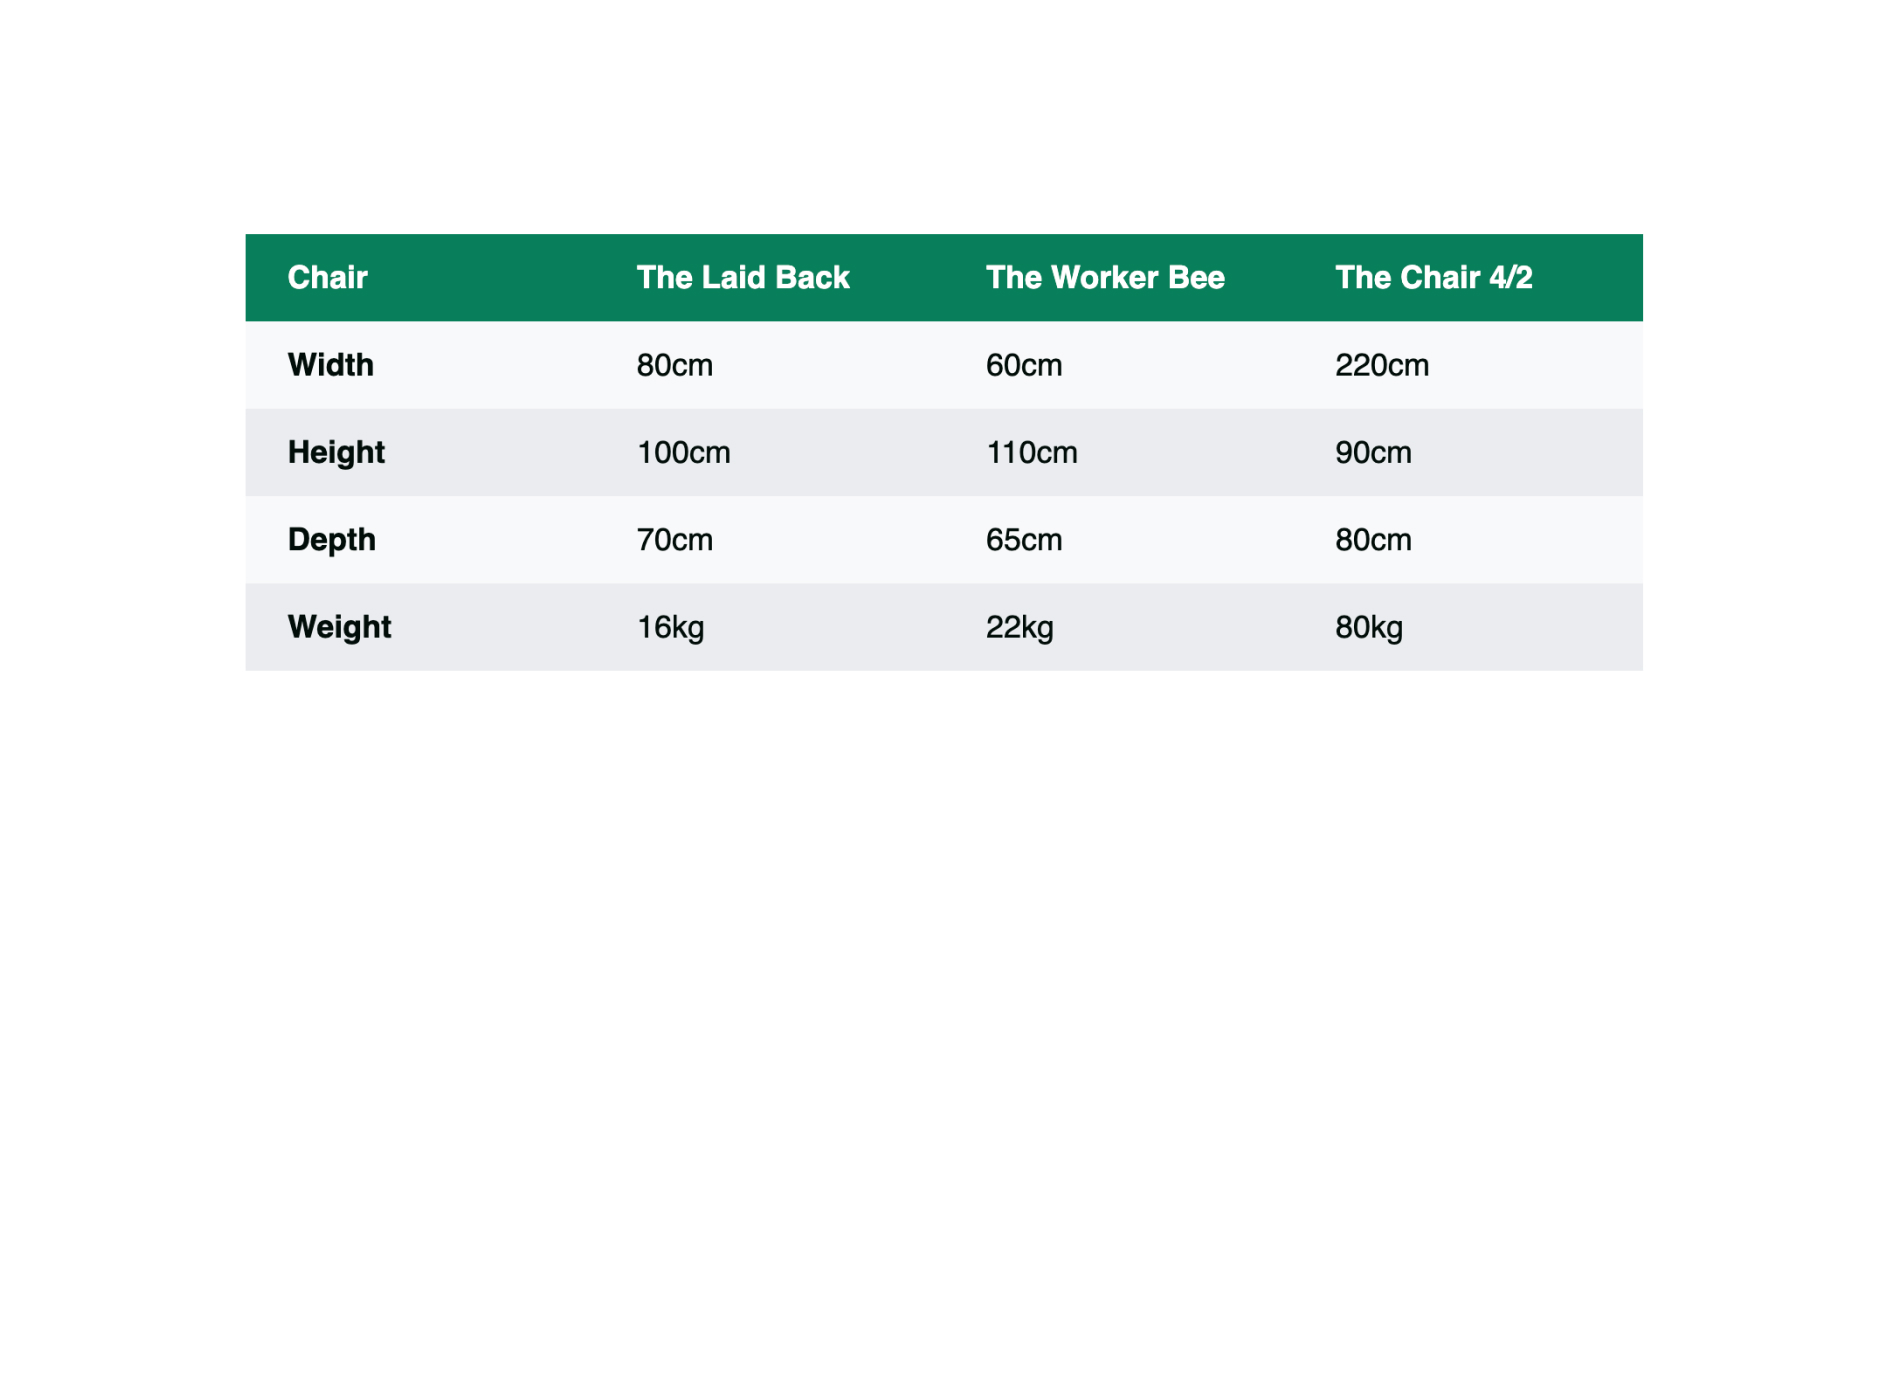 Chair The Laid Back The Worker Bee The Chair 4/2
Width 80cm 60cm 220cm
Height 100cm 110cm 90cm
Depth 70cm 65cm 80cm
Weight 16kg 22kg 80kg